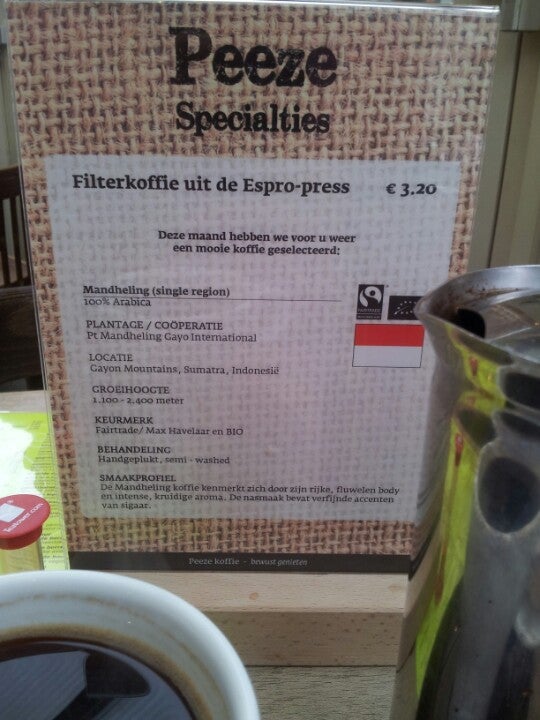 Peeze
Specialties
Filterkoffie uit de Espro-press € 3.20
Deze maand hebben we voor u weer
een mooie koffie geselecteerd:
Mandheling (single region)
100% Arabica
PLANTAGE / COÖPERATIE
Pt Mandheling Gayo International
LOCATIE
Gayon Mountains, Sumatra, Indonesië
GROEIHOOGTE
1.100 - 2.400 meter
KEURMERK
Fairtrade/ Max Havelaar en BIO
BEHANDELING
Handgeplukt, semi - washed
SMAAKPROFIEL
De Mandheling koffie kenmerkt zich door zijn rijke, fluwelen body
en intense, kruidige aroma. De nasmaak bevat verfijnde accenten
van sigaar.
Peeze koffie - bewust genieten